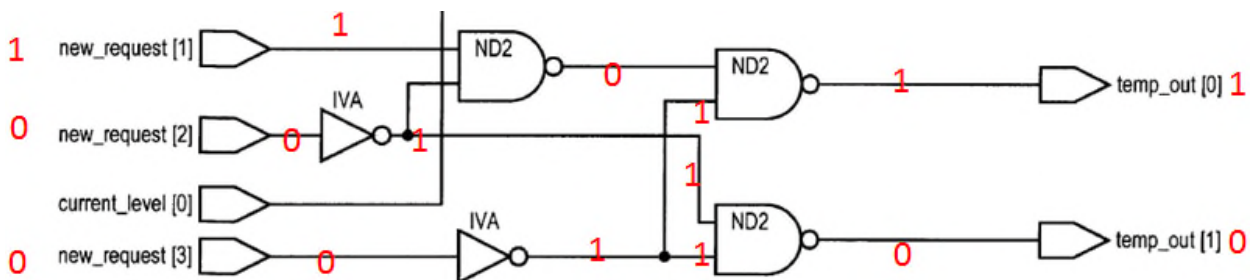 1 new_request [1] 1 ND2 0 ND2 1 temp_out [0] 1
IVA 1
0 new_request [2] 0 1
1
current_level [0]
IVA ND2
0 new_request [3] 0 1 1 0 temp_out [1] 0